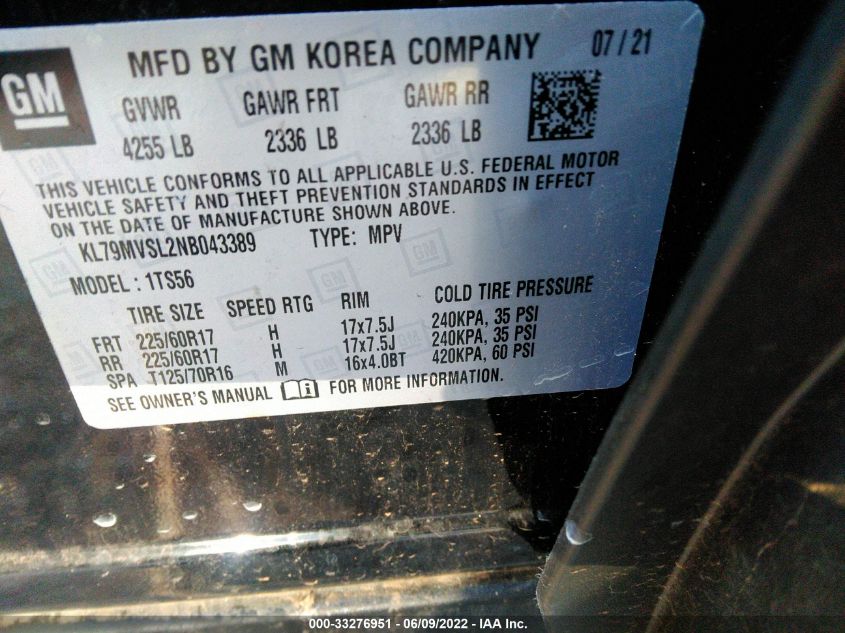 GM MFD BY GM KOREA COMPANY 07/21
GVWR GAWR FRT GAWR RR
4255 LB 2336 LB 2336 LB
THIS VEHICLE CONFORMS TO ALL APPLICABLE U.S. FEDERAL MOTOR
VEHICLE SAFETY AND THEFT PREVENTION STANDARDS IN EFFECT
ON THE DATE OF MANUFACTURE SHOWN ABOVE.
KL79MVSL2NB043389 TYPE: MPV
MODEL : 1TS56
TIRE SIZE SPEED RTG RIM COLD TIRE PRESSURE
FRT 225/60R17 H 17x7.5J 240KPA, 35 PSI
RR 225/60R17 H 17x7.5J 240KPA, 35 PSI
SPA T125/70R16 M 16x4.0BT 420KPA, 60 PSI
SEE OWNER'S MANUAL FOR MORE INFORMATION.
000-33276951 - 06/09/2022 - IAA Inc.